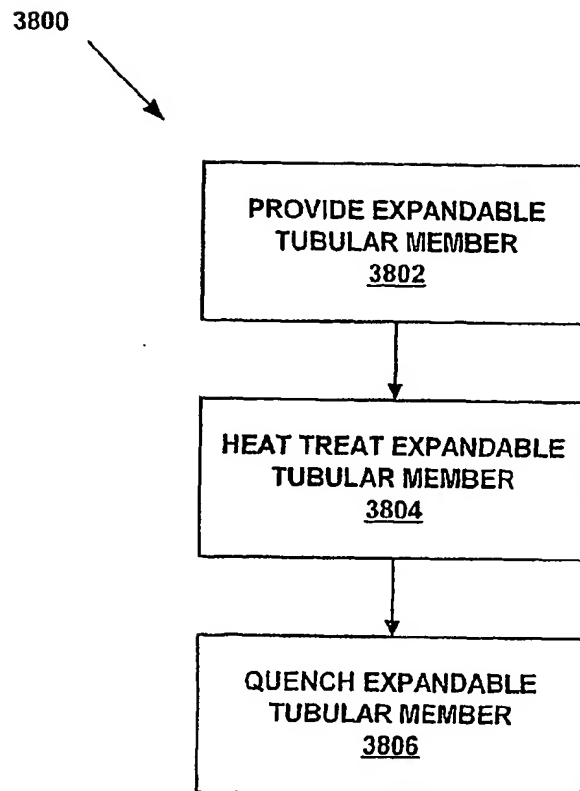 3800
PROVIDE EXPANDABLE
TUBULAR MEMBER
3802
HEAT TREAT EXPANDABLE
TUBULAR MEMBER
3804
QUENCH EXPANDABLE
TUBULAR MEMBER
3806